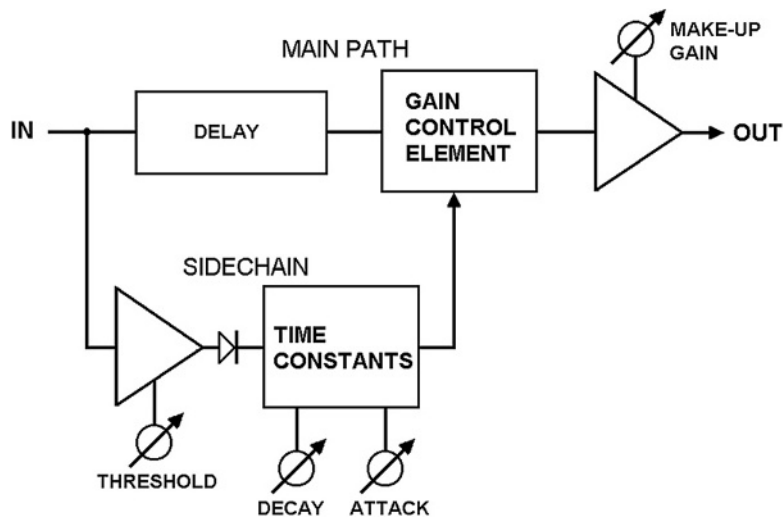 MAKE-UP
GAIN
MAIN PATH
IN
DELAY
GAIN
CONTROL
ELEMENT
OUT
SIDECHAIN
TIME
CONSTANTS
THRESHOLD
DECAY
ATTACK